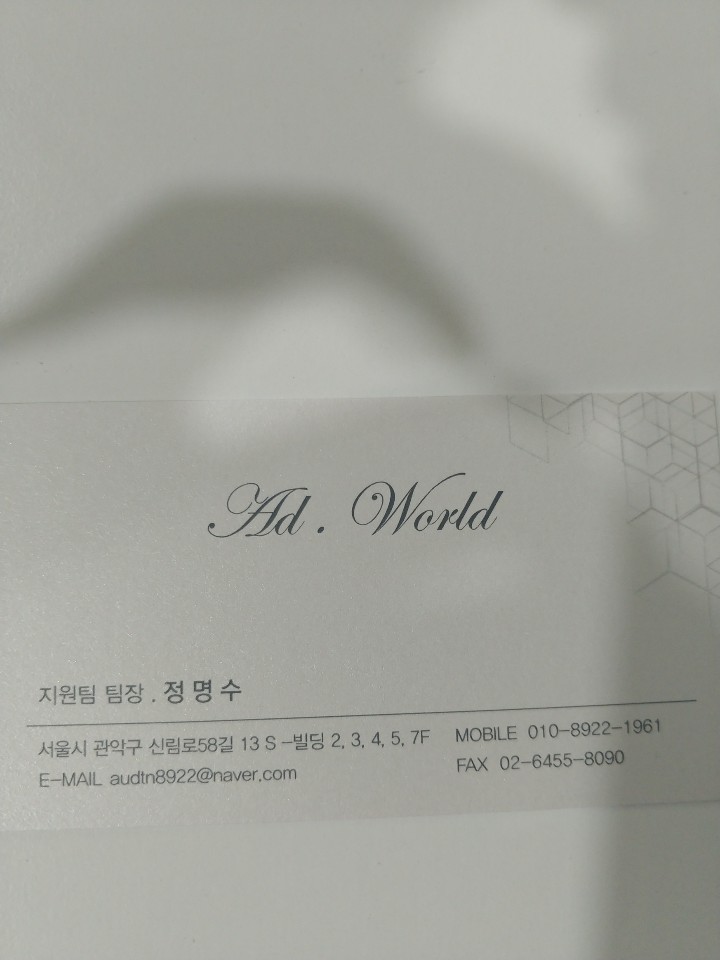 Ad . World
지원팀 팀장 . 정 명 수
서울시 관악구 신림로58길 13 S –빌딩 2, 3, 4, 5, 7F
E–MAIL audtn8922@naver.com
MOBILE 010–8922–1961
FAX 02–6455–8090